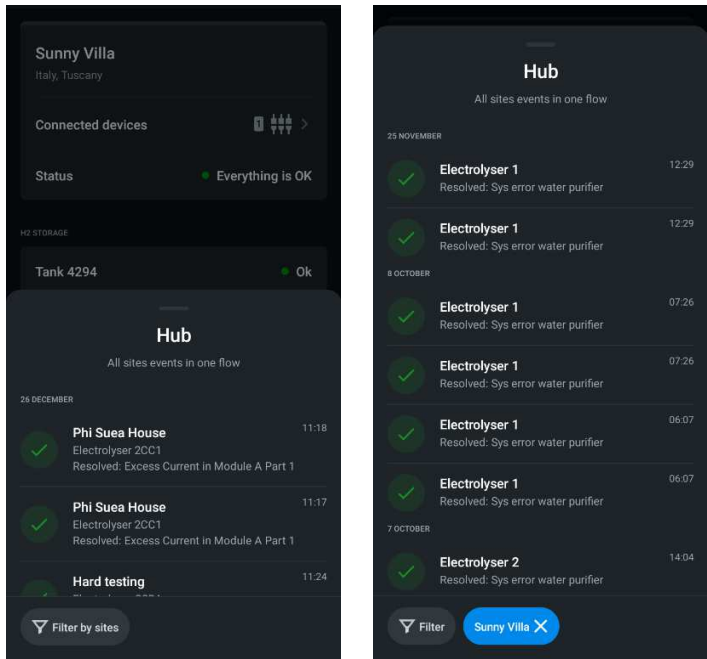 Sunny Villa
Italy, Tuscany
Connected devices 1
Status Everything is OK
H2 STORAGE
Tank 4294 Ok
Hub
All sites events in one flow
26 DECEMBER
Phi Suea House 11:18
Electrolyser 2CC1
Resolved: Excess Current in Module A Part 1
Phi Suea House 11:17
Electrolyser 2CC1
Resolved: Excess Current in Module A Part 1
Hard testing 11:24
Filter by sites
Hub
All sites events in one flow
25 NOVEMBER
Electrolyser 1 12:29
Resolved: Sys error water purifier
Electrolyser 1 12:29
Resolved: Sys error water purifier
8 OCTOBER
Electrolyser 1 07:26
Resolved: Sys error water purifier
Electrolyser 1 07:26
Resolved: Sys error water purifier
Electrolyser 1 06:07
Resolved: Sys error water purifier
Electrolyser 1 06:07
Resolved: Sys error water purifier
7 OCTOBER
Electrolyser 2 14:04
Resolved: Sys error water purifier
Filter Sunny Villa